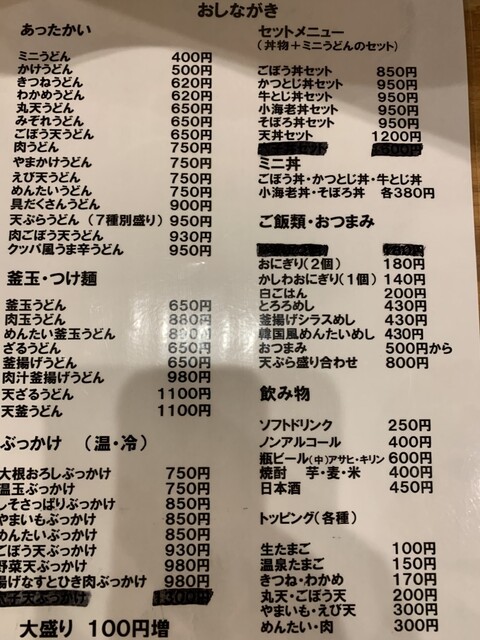 おしながき
あったかい
ミニうどん 400円
かけうどん 500円
きつねうどん 620円
わかめうどん 620円
丸天うどん 650円
みぞれうどん 650円
ごぼう天うどん 650円
肉うどん 750円
やまかけうどん 750円
えび天うどん 750円
めんたいうどん 750円
具だくさんうどん 900円
天ぷらうどん(7種別盛り) 950円
肉ごぼう天うどん 930円
クッパ風うま辛うどん 950円
釜玉・つけ麺
釜玉うどん 650円
肉玉うどん 880円
めんたい釜玉うどん
ざるうどん 650円
釜揚げうどん 650円
肉汁釜揚げうどん 980円
天ざるうどん 1100円
天釜うどん 1100円
ぶっかけ (温・冷)
大根おろしぶっかけ 750円
温玉ぶっかけ 750円
しそさっぱりぶっかけ 850円
やまいもぶっかけ 850円
めんたいぶっかけ 850円
ごぼう天ぶっかけ 930円
野菜天ぶっかけ 980円
揚げなすとひき肉ぶっかけ 980円
大盛り 100円増
セットメニュー
(丼物+ミニうどんのセット)
ごぼう丼セット 850円
かつとじ丼セット 950円
牛とじ丼セット 950円
小海老丼セット 950円
そぼろ丼セット 950円
天丼セット 1200円
ミニ丼
ごぼう丼・かつとじ丼・牛とじ丼
小海老丼・そぼろ丼 各380円
ご飯類・おつまみ
おにぎり(2個) 180円
かしわおにぎり(1個) 140円
白ごはん 200円
とろろめし 430円
釜揚げシラスめし 430円
韓国風めんたいめし 430円
おつまみ 500円から
天ぷら盛り合わせ 800円
飲み物
ソフトドリンク 250円
ノンアルコール 400円
瓶ビール(中)アサヒ・キリン 600円
焼酎 芋・麦・米 400円
日本酒 450円
トッピング(各種)
生たまご 100円
温泉たまご 150円
きつね・わかめ 170円
丸天・ごぼう天 200円
やまいも・えび天 300円
めんたい・肉 300円